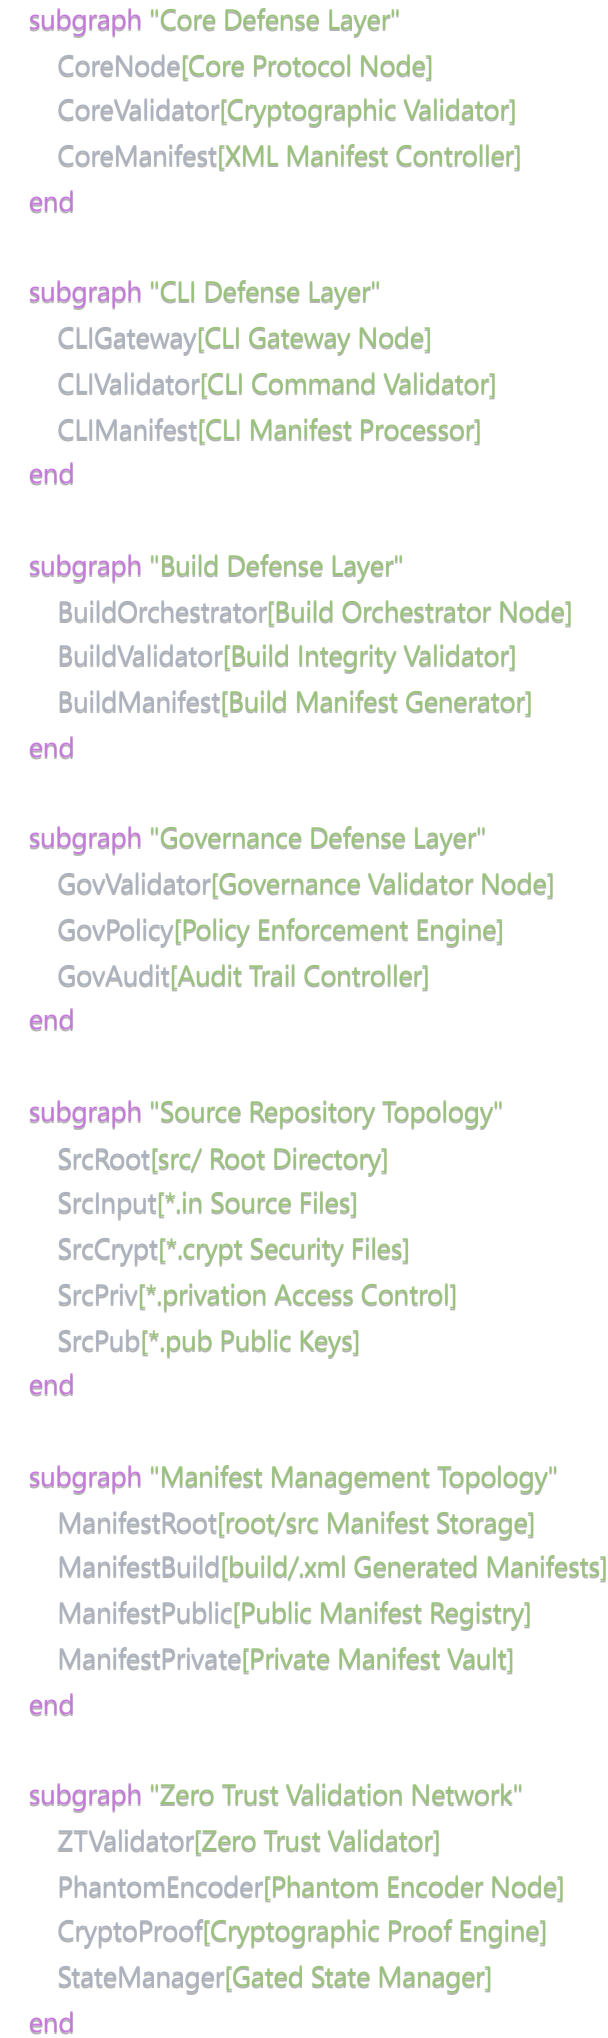 subgraph "Core Defense Layer"
CoreNode[Core Protocol Node]
CoreValidator[Cryptographic Validator]
CoreManifest[XML Manifest Controller]
end
subgraph "CLI Defense Layer"
CLIGateway[CLI Gateway Node]
CLIValidator[CLI Command Validator]
CLIManifest[CLI Manifest Processor]
end
subgraph "Build Defense Layer"
BuildOrchestrator[Build Orchestrator Node]
BuildValidator[Build Integrity Validator]
BuildManifest[Build Manifest Generator]
end
subgraph "Governance Defense Layer"
GovValidator[Governance Validator Node]
GovPolicy[Policy Enforcement Engine]
GovAudit[Audit Trail Controller]
end
subgraph "Source Repository Topology"
SrcRoot[src/ Root Directory]
SrcInput[*.in Source Files]
SrcCrypt[*.crypt Security Files]
SrcPriv[*.privation Access Control]
SrcPub[*.pub Public Keys]
end
subgraph "Manifest Management Topology"
ManifestRoot[root/src Manifest Storage]
ManifestBuild[build/.xml Generated Manifests]
ManifestPublic[Public Manifest Registry]
ManifestPrivate[Private Manifest Vault]
end
subgraph "Zero Trust Validation Network"
ZTValidator[Zero Trust Validator]
PhantomEncoder[Phantom Encoder Node]
CryptoProof[Cryptographic Proof Engine]
StateManager[Gated State Manager]
end